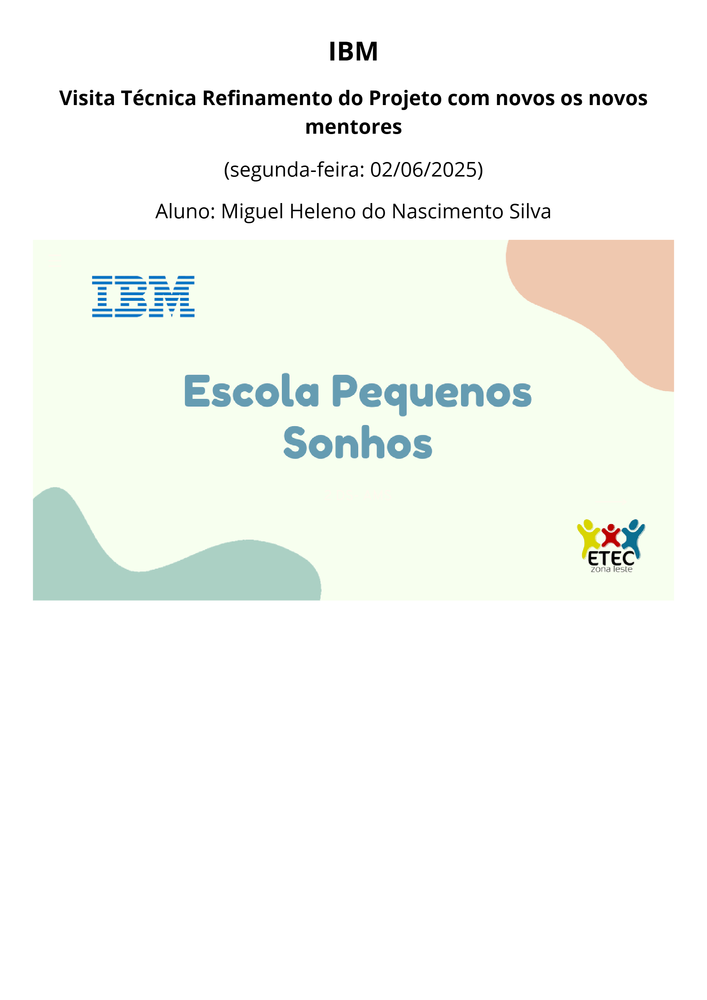 IBM
Visita Técnica Refinamento do Projeto com novos os novos
mentores
(segunda-feira: 02/06/2025)
Aluno: Miguel Heleno do Nascimento Silva
IBM
Escola Pequenos
Sonhos
ETEC
zona leste